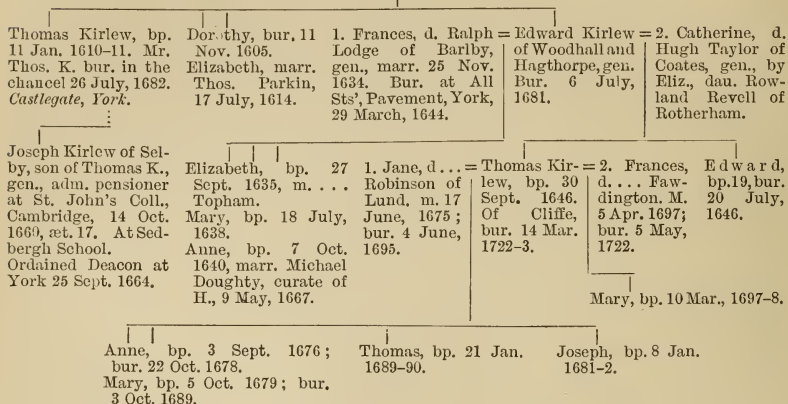 Thomas Kirlew, bp.
11 Jan. 1610-11. Mr.
Thos. K. bur. in the
chancel 26 July, 1682.
Castlegate, York.
Dorothy, bur. 11
Nov. 1605.
Elizabeth, marr.
Thos. Parkin,
17 July, 1614.
1. Frances, d. Ralph
Lodge of Barlby,
gen., marr. 25 Nov.
1634. Bur. at All
Sts', Pavement, York,
29 March, 1644.
= Edward Kirlew =
of Woodhall and
Hagthorpe, gen.
Bur. 6 July,
1681.
2. Catherine, d.
Hugh Taylor of
Coates, gen., by
Eliz., dau. Row-
land Revell of
Rotherham.
Joseph Kirlew of Sel-
by, son of Thomas K.,
gen., adm. pensioner
at St. John's Coll.,
Cambridge, 14 Oct.
1660, æt. 17. At Sed-
bergh School.
Ordained Deacon at
York 25 Sept. 1664.
Elizabeth, bp. 27
Sept. 1635, m. . . .
Topham.
Mary, bp. 18 July,
1638.
Anne, bp. 7 Oct.
1640, marr. Michael
Doughty, curate of
H., 9 May, 1667.
1. Jane, d. . .
Robinson of
Lund. m. 17
June, 1675;
bur. 4 June,
1695.
= Thomas Kir- =
lew, bp. 30
Sept. 1646.
Of Cliffe,
bur. 14 Mar.
1722-3.
2. Frances,
d. . . . Faw-
dington. M.
5 Apr. 1697;
bur. 5 May,
1722.
Edward,
bp. 19, bur.
20 July,
1646.
Mary, bp. 10 Mar., 1697-8.
Anne, bp. 3 Sept. 1676;
bur. 22 Oct. 1678.
Mary, bp. 5 Oct. 1679; bur.
3 Oct. 1689.
Thomas, bp. 21 Jan.
1689-90.
Joseph, bp. 8 Jan.
1681-2.